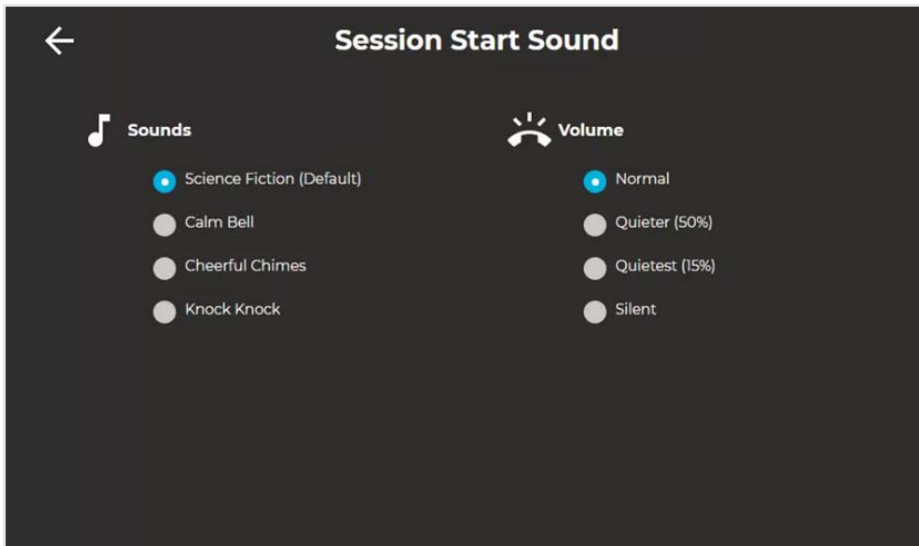 Session Start Sound
Sounds
Science Fiction (Default)
Calm Bell
Cheerful Chimes
Knock Knock
Volume
Normal
Quieter (50%)
Quietest (15%)
Silent